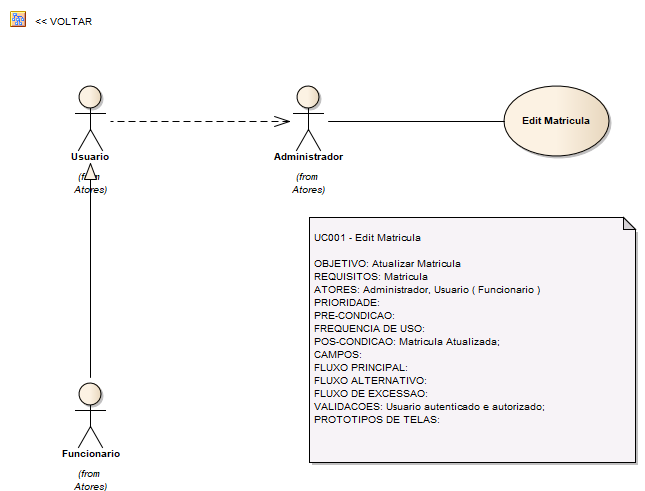 << VOLTAR
Usuario
(from
Atores)
Administrador
(from
Atores)
Edit Matricula
UC001 - Edit Matricula
OBJETIVO: Atualizar Matricula
REQUISITOS: Matricula
ATORES: Administrador, Usuario ( Funcionario )
PRIORIDADE:
PRE-CONDICAO:
FREQUENCIA DE USO:
POS-CONDICAO: Matricula Atualizada;
CAMPOS:
FLUXO PRINCIPAL:
FLUXO ALTERNATIVO:
FLUXO DE EXCESSAO:
VALIDACOES: Usuario autenticado e autorizado;
PROTOTIPOS DE TELAS:
Funcionario
(from
Atores)